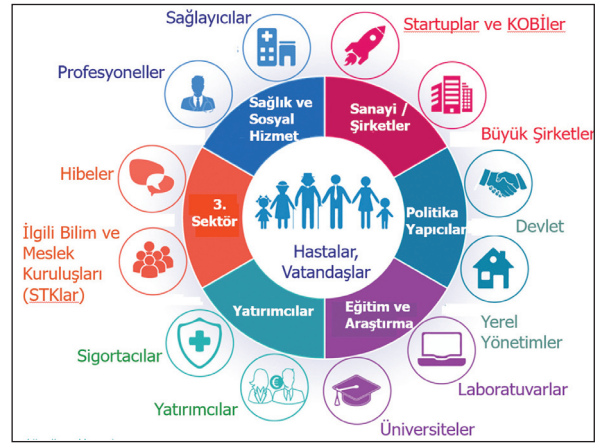 Sağlayıcılar
Startuplar ve KOBİler
Profesyoneller
Sağlık ve
Sosyal
Hizmet
Sanayi /
Şirketler
Büyük Şirketler
Hibeler
3.
Sektör
Politika
Yapıcılar
Devlet
Hastalar,
Vatandaşlar
İlgili Bilim ve
Meslek
Kuruluşları
(STKlar)
Yatırımcılar
Eğitim ve
Araştırma
Yerel
Yönetimler
Sigortacılar
Laboratuvarlar
Yatırımcılar
Üniversiteler